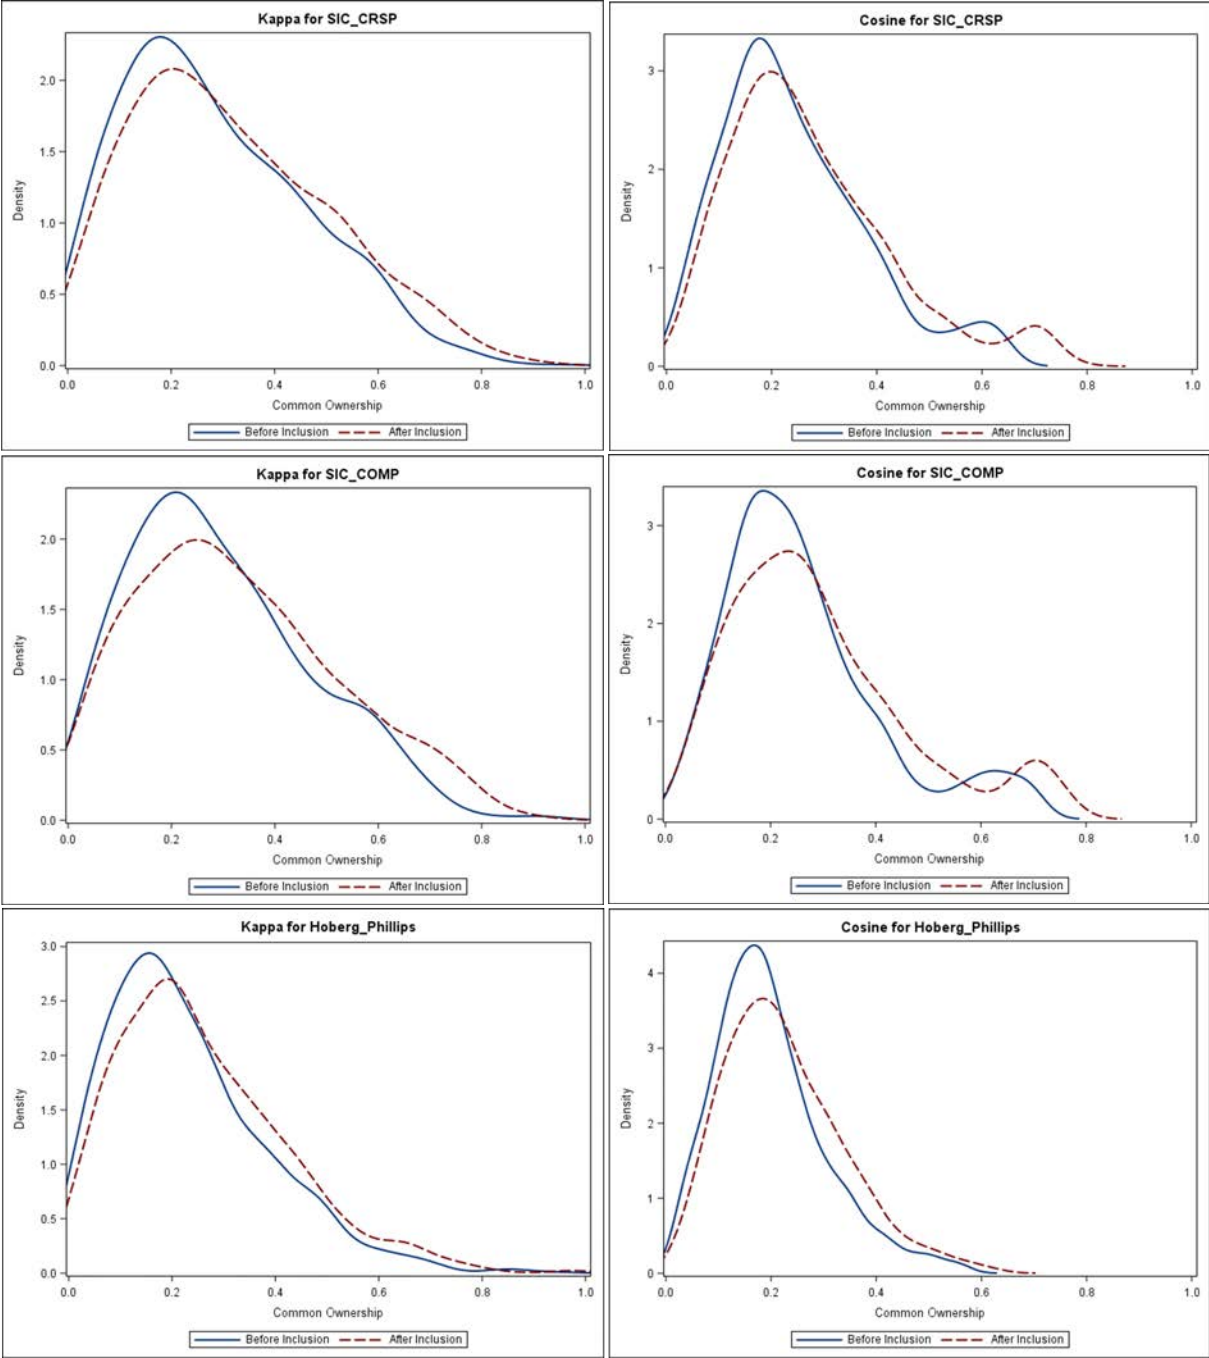 Kappa for SIC_CRSP
2.0
1.5
1.0
0.5
0.0
Density
0.0 0.2 0.4 0.6 0.8 1.0
Common Ownership
Before Inclusion After Inclusion
Cosine for SIC_CRSP
3
2
1
0
Density
0.0 0.2 0.4 0.6 0.8 1.0
Common Ownership
Before Inclusion After Inclusion
Kappa for SIC_COMP
2.0
1.5
1.0
0.5
0.0
Density
0.0 0.2 0.4 0.6 0.8 1.0
Common Ownership
Before Inclusion After Inclusion
Cosine for SIC_COMP
3
2
1
0
Density
0.0 0.2 0.4 0.6 0.8 1.0
Common Ownership
Before Inclusion After Inclusion
Kappa for Hoberg_Phillips
3.0
2.5
2.0
1.5
1.0
0.5
0.0
Density
0.0 0.2 0.4 0.6 0.8 1.0
Common Ownership
Before Inclusion After Inclusion
Cosine for Hoberg_Phillips
4
3
2
1
0
Density
0.0 0.2 0.4 0.6 0.8 1.0
Common Ownership
Before Inclusion After Inclusion